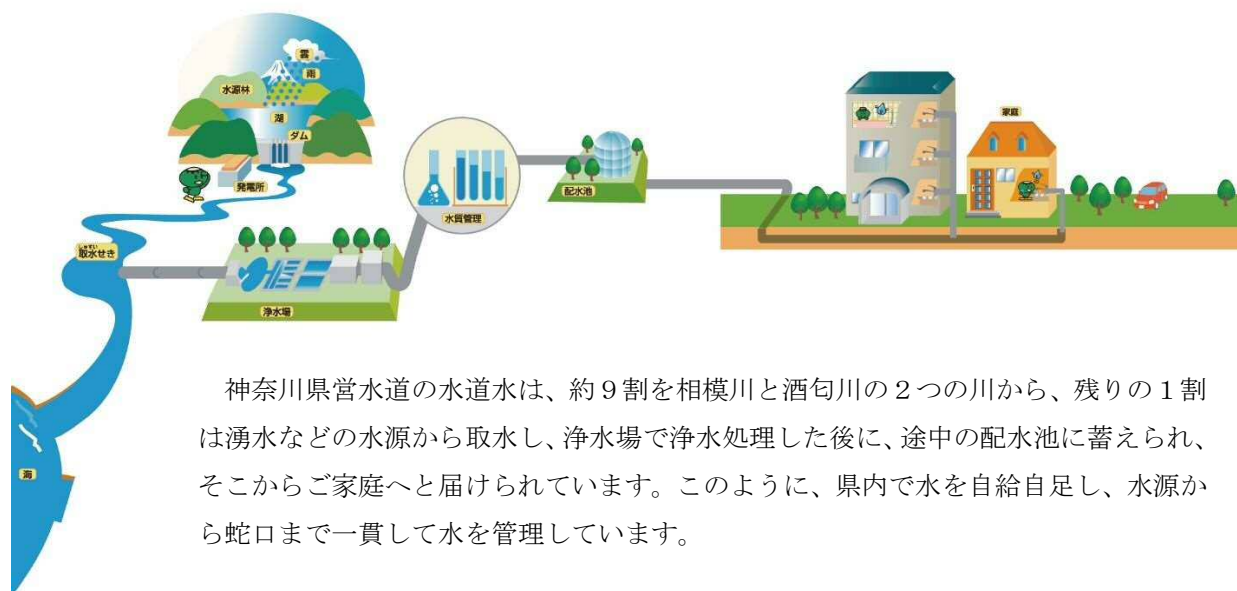 雲
雨
水源林
湖
ダム
発電所
しゅすい
取水せき
浄水場
水質管理
配水池
家庭
海
神奈川県営水道の水道水は、約９割を相模川と酒匂川の２つの川から、残りの１割
は湧水などの水源から取水し、浄水場で浄水処理した後に、途中の配水池に蓄えられ、
そこからご家庭へと届けられています。このように、県内で水を自給自足し、水源か
ら蛇口まで一貫して水を管理しています。